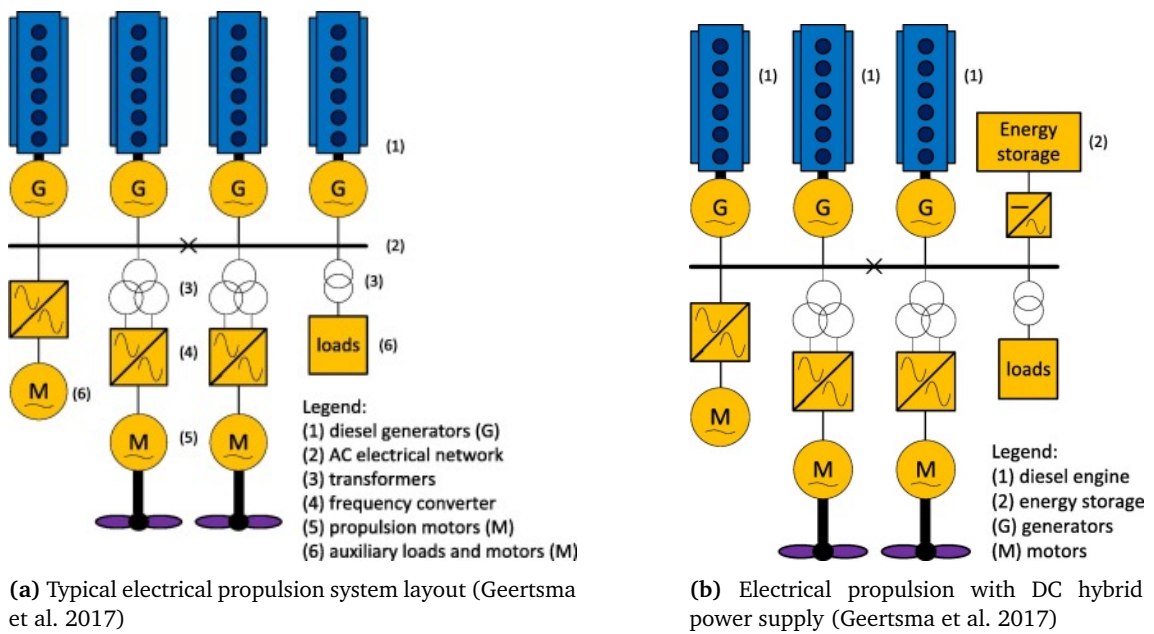 (1)
G
G
G
G
(2)
(3)
(3)
(4)
loads
(6)
M
(6)
M
(5)
M
Legend:
(1) diesel generators (G)
(2) AC electrical network
(3) transformers
(4) frequency converter
(5) propulsion motors (M)
(6) auxiliary loads and motors (M)
(a) Typical electrical propulsion system layout (Geertsma
et al. 2017)
(1)
(1)
(1)
Energy
storage
(2)
G
G
G
loads
M
M
M
Legend:
(1) diesel engine
(2) energy storage
(G) generators
(M) motors
(b) Electrical propulsion with DC hybrid
power supply (Geertsma et al. 2017)